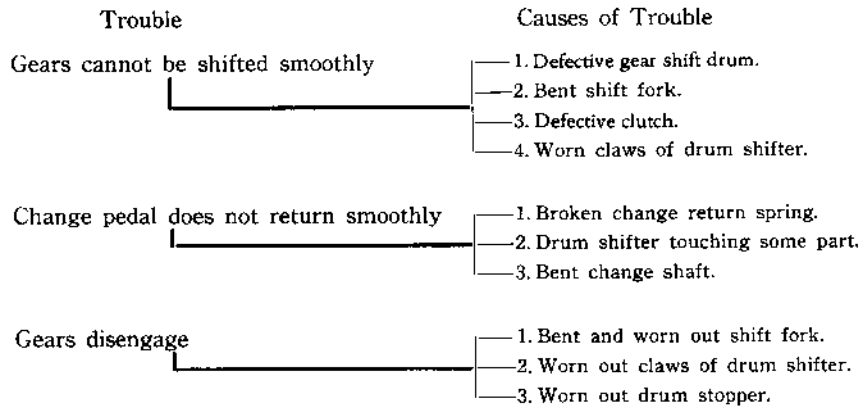 Trouble
Causes of Trouble
Gears cannot be shifted smoothly
1. Defective gear shift drum.
2. Bent shift fork.
3. Defective clutch.
4. Worn claws of drum shifter.
Change pedal does not return smoothly
1. Broken change return spring.
2. Drum shifter touching some part.
3. Bent change shaft.
Gears disengage
1. Bent and worn out shift fork.
2. Worn out claws of drum shifter.
3. Worn out drum stopper.